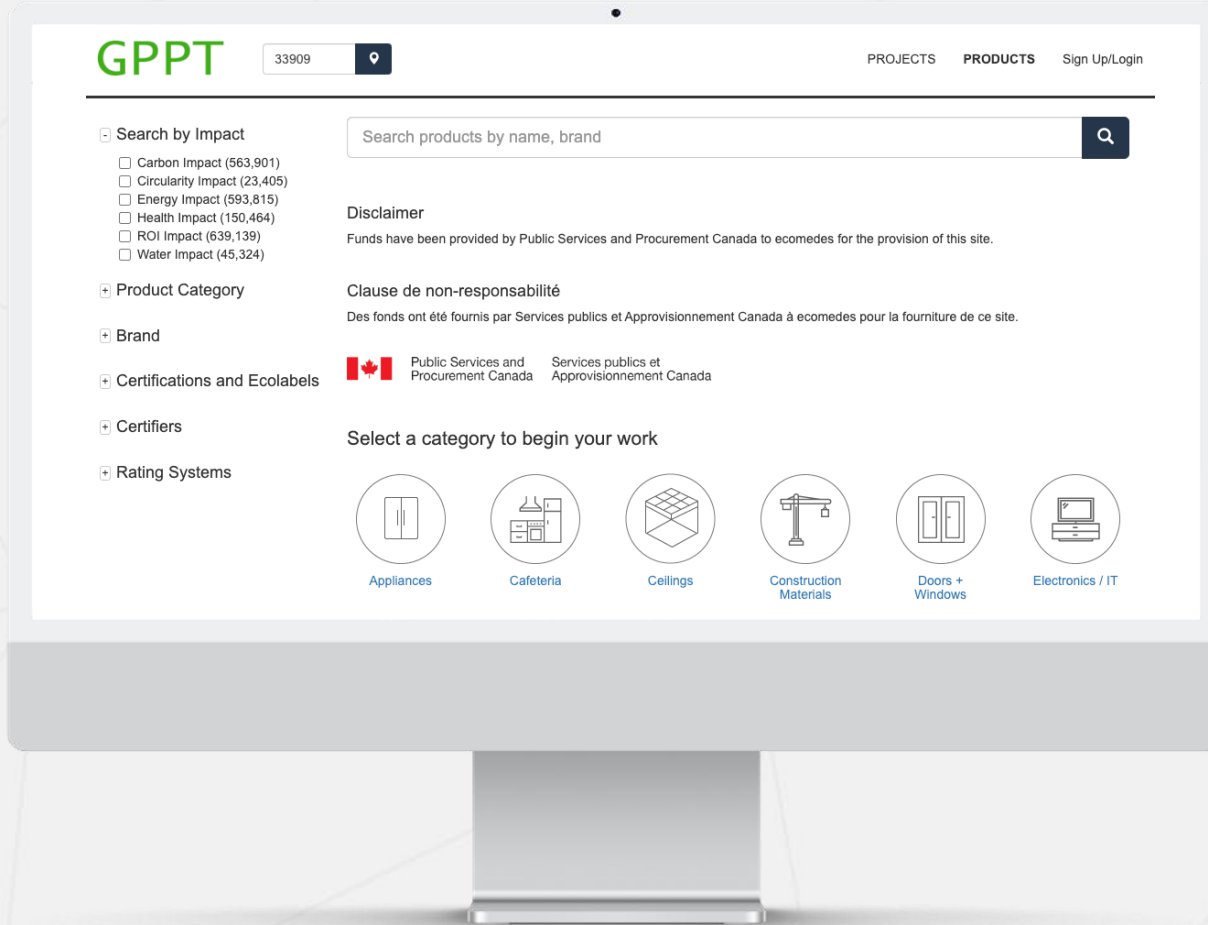 GPPT
33909
PROJECTS PRODUCTS Sign Up/Login
- Search by Impact
Carbon Impact (563,901)
Circularity Impact (23,405)
Energy Impact (593,815)
Health Impact (150,464)
ROI Impact (639,139)
Water Impact (45,324)
+ Product Category
+ Brand
+ Certifications and Ecolabels
+ Certifiers
+ Rating Systems
Search products by name, brand
Disclaimer
Funds have been provided by Public Services and Procurement Canada to ecomedes for the provision of this site.
Clause de non-responsabilité
Des fonds ont été fournis par Services publics et Approvisionnement Canada à ecomedes pour la fourniture de ce site.
Public Services and
Procurement Canada
Services publics et
Approvisionnement Canada
Select a category to begin your work
Appliances
Cafeteria
Ceilings
Construction
Materials
Doors +
Windows
Electronics / IT